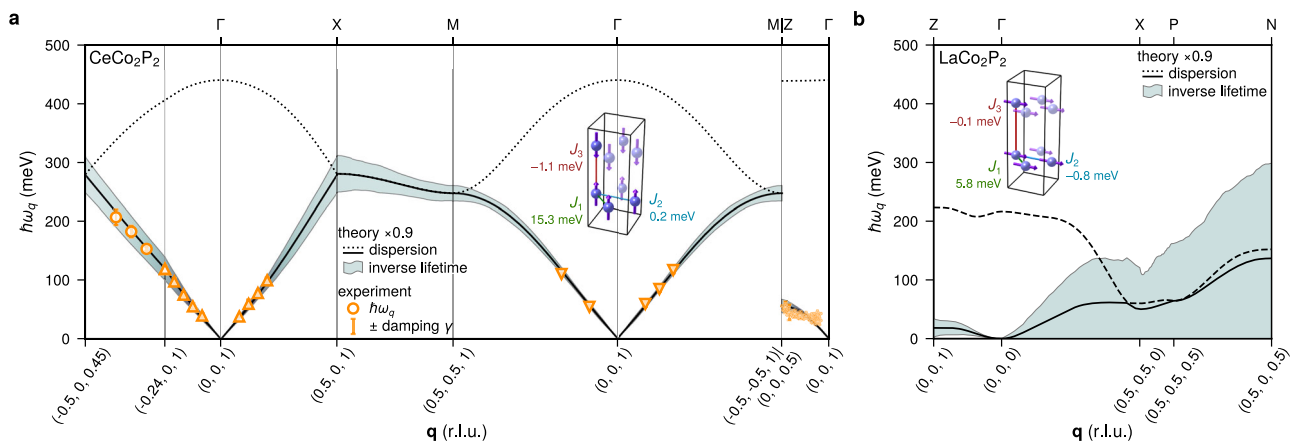 a
Γ X M Γ M|Z Γ
CeCo₂P₂
500
400
300
200
100
0
ħω_q (meV)
J₃
−1.1 meV
J₁
15.3 meV
J₂
0.2 meV
theory ×0.9
dispersion
inverse lifetime
experiment
ħω_q
± damping γ
(-0.5, 0, 0.45)
(-0.24, 0, 1)
(0, 0, 1)
(0.5, 0, 1)
(0.5, 0.5, 1)
(0, 0, 1)
(-0.5, -0.5, 1)|
(0, 0, 0.5)
(0, 0, 1)
q (r.l.u.)
b
Z Γ X P N
LaCo₂P₂
theory ×0.9
dispersion
inverse lifetime
500
400
300
200
100
0
ħω_q (meV)
J₃
−0.1 meV
J₁
5.8 meV
J₂
−0.8 meV
(0, 0, 1)
(0, 0, 0)
(0.5, 0.5, 0)
(0.5, 0.5, 0.5)
(0.5, 0, 0.5)
q (r.l.u.)